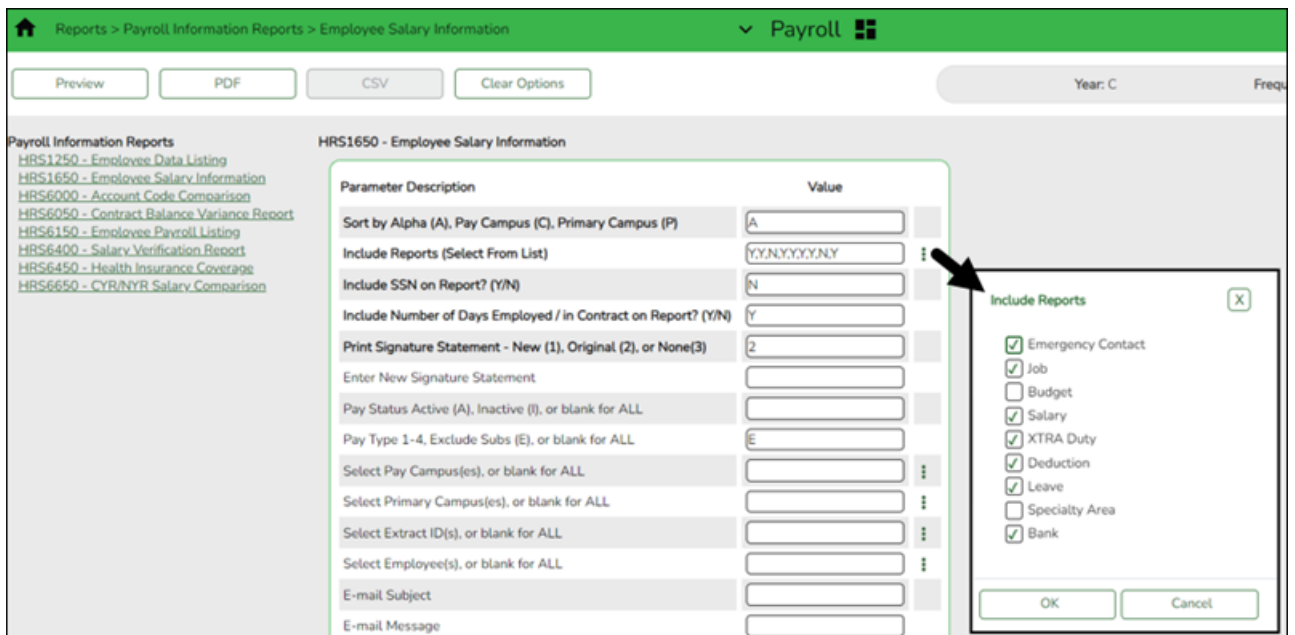 Reports > Payroll Information Reports > Employee Salary Information
Payroll
Preview
PDF
CSV
Clear Options
Year: C
Frequ
Payroll Information Reports
HRS1250 - Employee Data Listing
HRS1650 - Employee Salary Information
HRS6000 - Account Code Comparison
HRS6050 - Contract Balance Variance Report
HRS6150 - Employee Payroll Listing
HRS6400 - Salary Verification Report
HRS6450 - Health Insurance Coverage
HRS6650 - CYR/NYR Salary Comparison
HRS1650 - Employee Salary Information
Parameter Description Value
Sort by Alpha (A), Pay Campus (C), Primary Campus (P) A
Include Reports (Select From List) Y,Y,N,Y,Y,Y,Y,N,Y
Include SSN on Report? (Y/N) N
Include Number of Days Employed / in Contract on Report? (Y/N) Y
Print Signature Statement - New (1), Original (2), or None(3) 2
Enter New Signature Statement
Pay Status Active (A), Inactive (I), or blank for ALL
Pay Type 1-4, Exclude Subs (E), or blank for ALL E
Select Pay Campus(es), or blank for ALL
Select Primary Campus(es), or blank for ALL
Select Extract ID(s), or blank for ALL
Select Employee(s), or blank for ALL
E-mail Subject
E-mail Message
Include Reports X
Emergency Contact
Job
Budget
Salary
XTRA Duty
Deduction
Leave
Specialty Area
Bank
OK
Cancel